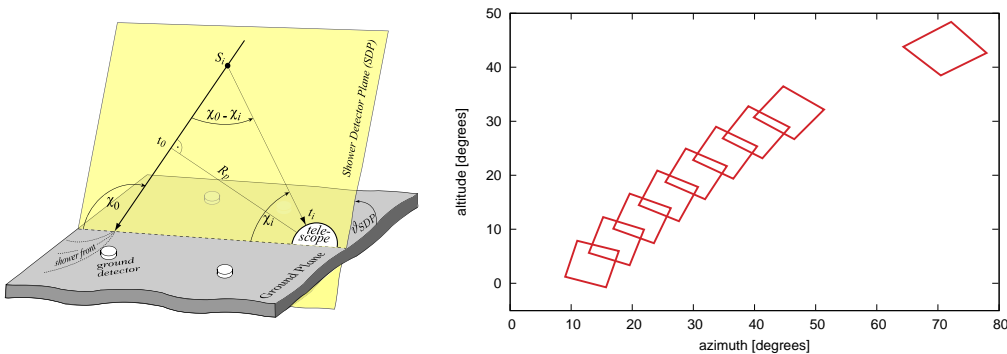 S_i
Shower Detector Plane (SDP)
χ_0 - χ_i
t_0
R_p
χ_0
χ_i
t_i
tele-
scope
ϑ_SDP
shower front
ground
detector
Ground Plane
50
40
30
20
10
0
altitude [degrees]
0 10 20 30 40 50 60 70 80
azimuth [degrees]